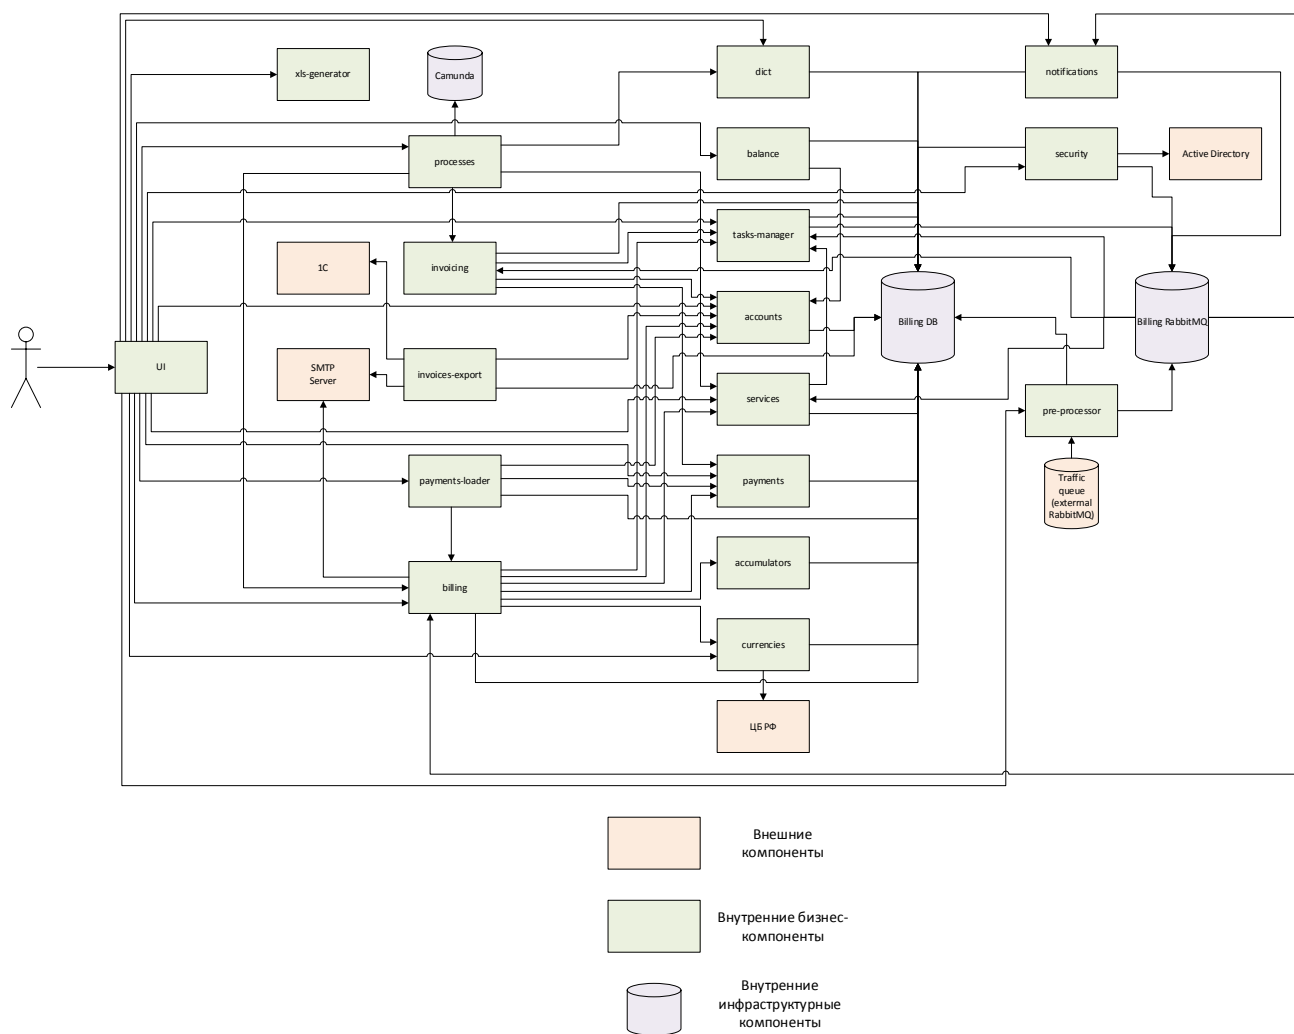 xls-generator
Camunda
dict
notifications
processes
balance
security
Active Directory
1C
invoicing
tasks-manager
accounts
Billing DB
Billing RabbitMQ
UI
SMTP
Server
invoices-export
services
pre-processor
payments-loader
payments
Traffic
queue
(external
RabbitMQ)
billing
accumulators
currencies
ЦБ РФ
Внешние
компоненты
Внутренние бизнес-
компоненты
Внутренние
инфраструктурные
компоненты